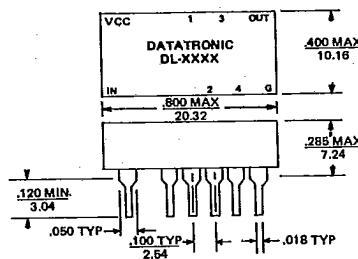 VCC 1 3 OUT
DATATRONIC
DL-XXXX
IN 2 4 G
.400 MAX
10.16
.800 MAX
20.32
.285 MAX
7.24
.120 MIN.
3.04
.050 TYP
.100 TYP
2.54
.018 TYP